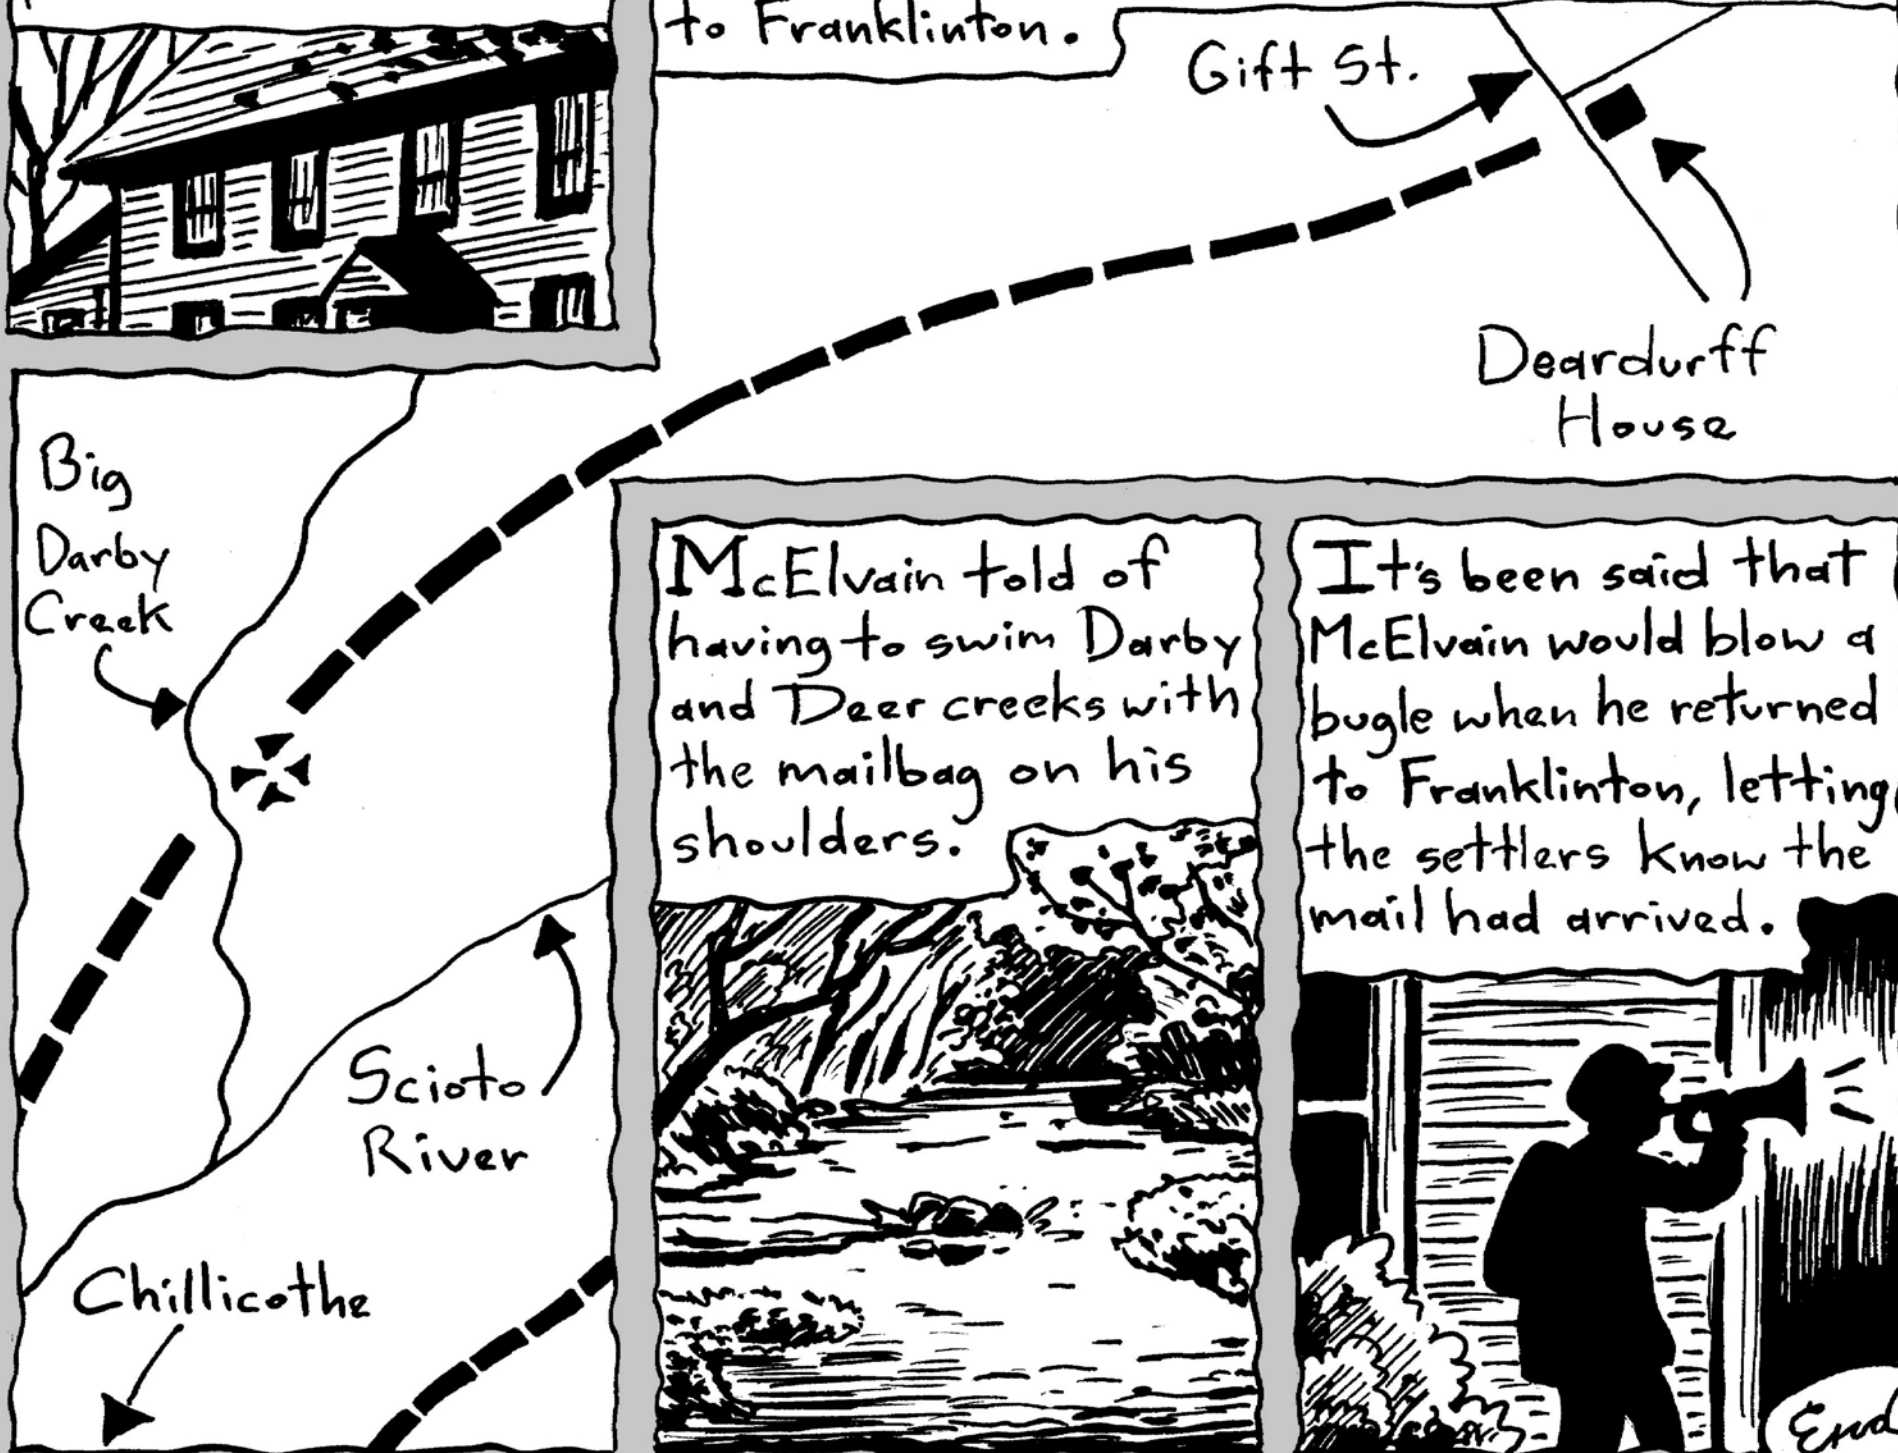 to Franklinton.
Gift St.
Deardurff
House
Big
Darby
Creek
Scioto
River
Chillicothe
McElvain told of
having to swim Darby
and Deer creeks with
the mailbag on his
shoulders.
It's been said that
McElvain would blow a
bugle when he returned
to Franklinton, letting
the settlers know the
mail had arrived.
End